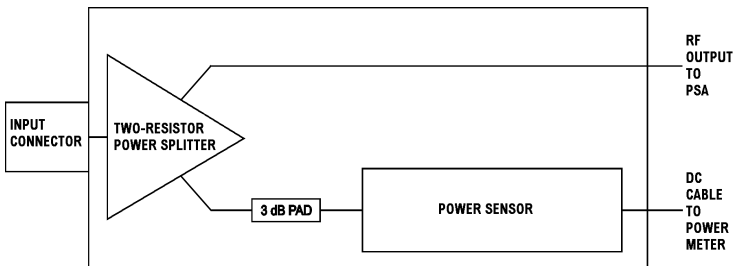 INPUT
CONNECTOR
TWO-RESISTOR
POWER SPLITTER
RF
OUTPUT
TO
PSA
3 dB PAD
POWER SENSOR
DC
CABLE
TO
POWER
METER